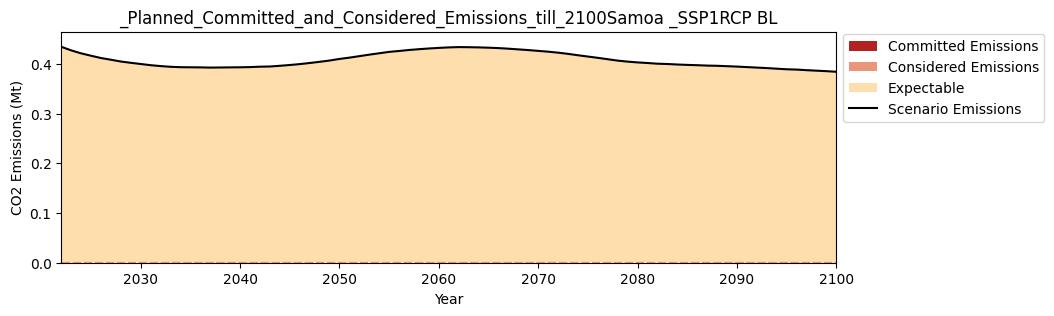 _Planned_Committed_and_Considered_Emissions_till_2100Samoa _SSP1RCP BL
CO2 Emissions (Mt)
0.4
0.3
0.2
0.1
0.0
2030 2040 2050 2060 2070 2080 2090 2100
Year
Committed Emissions
Considered Emissions
Expectable
Scenario Emissions